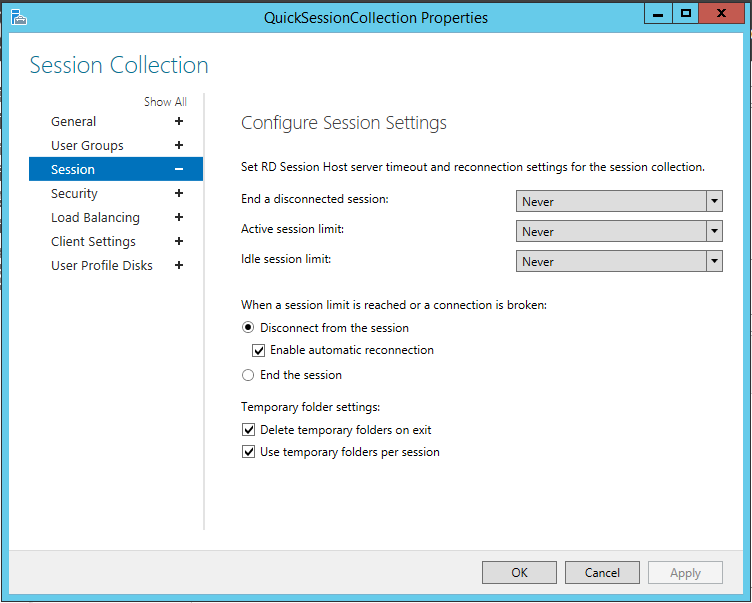 QuickSessionCollection Properties
Session Collection
Show All
General
User Groups
Session
Security
Load Balancing
Client Settings
User Profile Disks
Configure Session Settings
Set RD Session Host server timeout and reconnection settings for the session collection.
End a disconnected session: Never
Active session limit: Never
Idle session limit: Never
When a session limit is reached or a connection is broken:
Disconnect from the session
Enable automatic reconnection
End the session
Temporary folder settings:
Delete temporary folders on exit
Use temporary folders per session
OK Cancel Apply